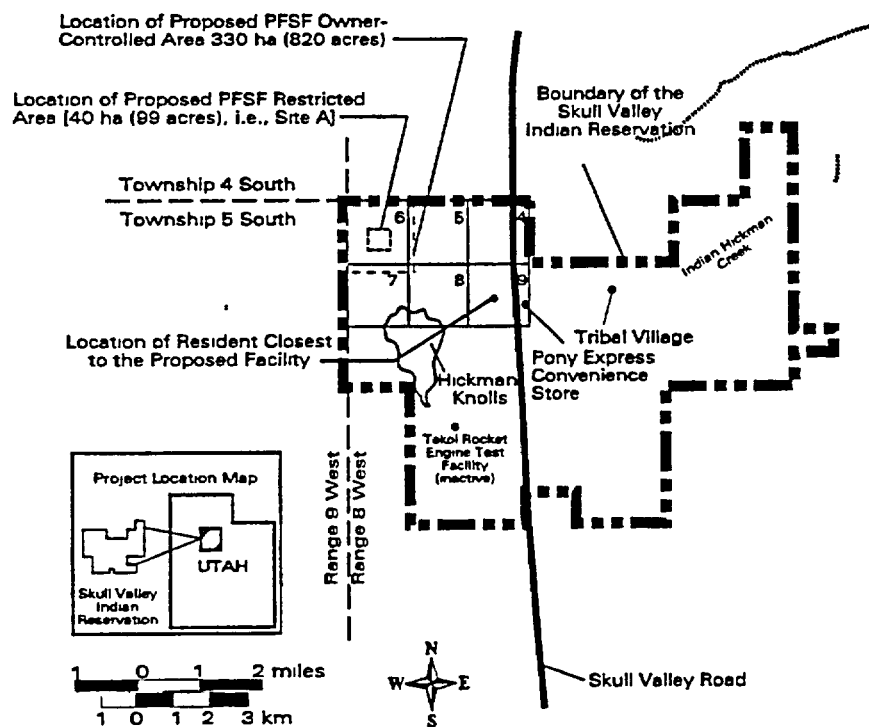 Location of Proposed PFSF Owner-
Controlled Area 330 ha (820 acres)
Location of Proposed PFSF Restricted
Area [40 ha (99 acres), i.e., Site A]
Boundary of the
Skull Valley
Indian Reservation
Township 4 South
Township 5 South
6
5
4
7
8
9
Indian Hickman
Creek
Location of Resident Closest
to the Proposed Facility
Tribal Village
Pony Express
Convenience
Store
Hickman
Knolls
Tekoi Rocket
Engine Test
Facility
(inactive)
Project Location Map
UTAH
Skull Valley
Indian
Reservation
Range 9 West
Range 8 West
N
W
E
S
Skull Valley Road
1 0 1 2 miles
1 0 1 2 3 km